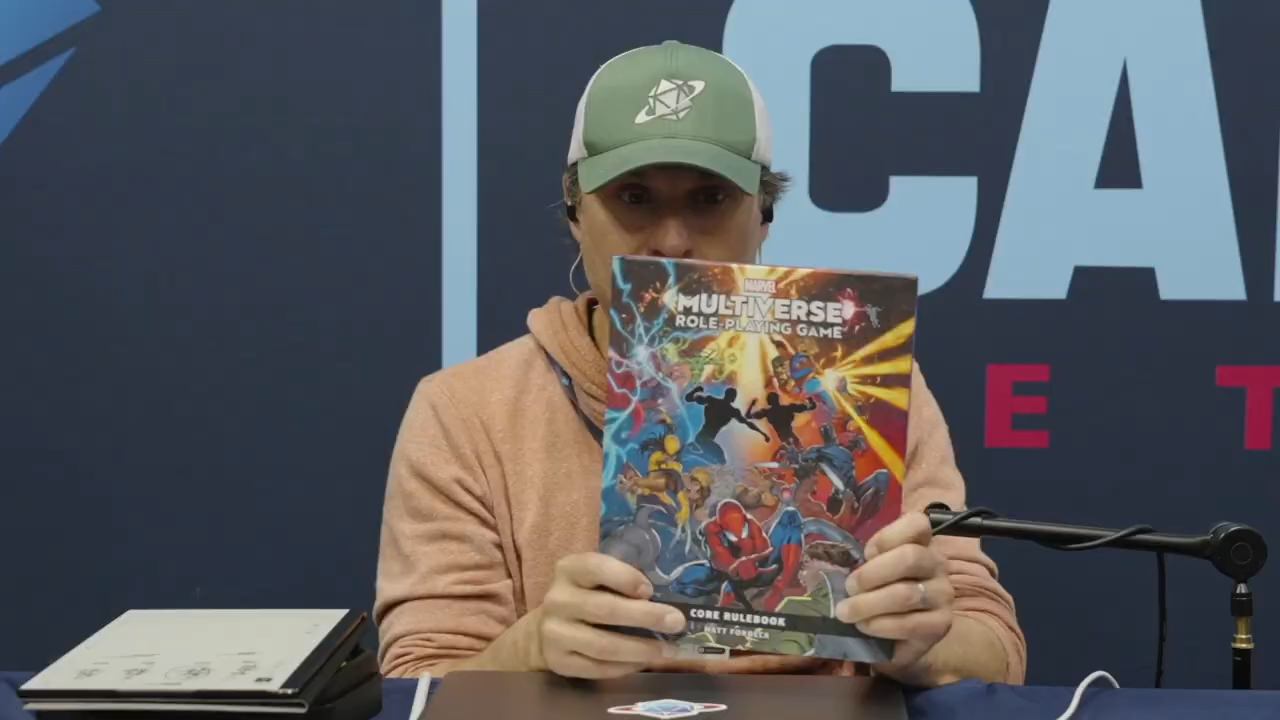 CA
E T
MARVEL
MULTIVERSE
ROLE-PLAYING GAME
CORE RULEBOOK
MATT FORBECK